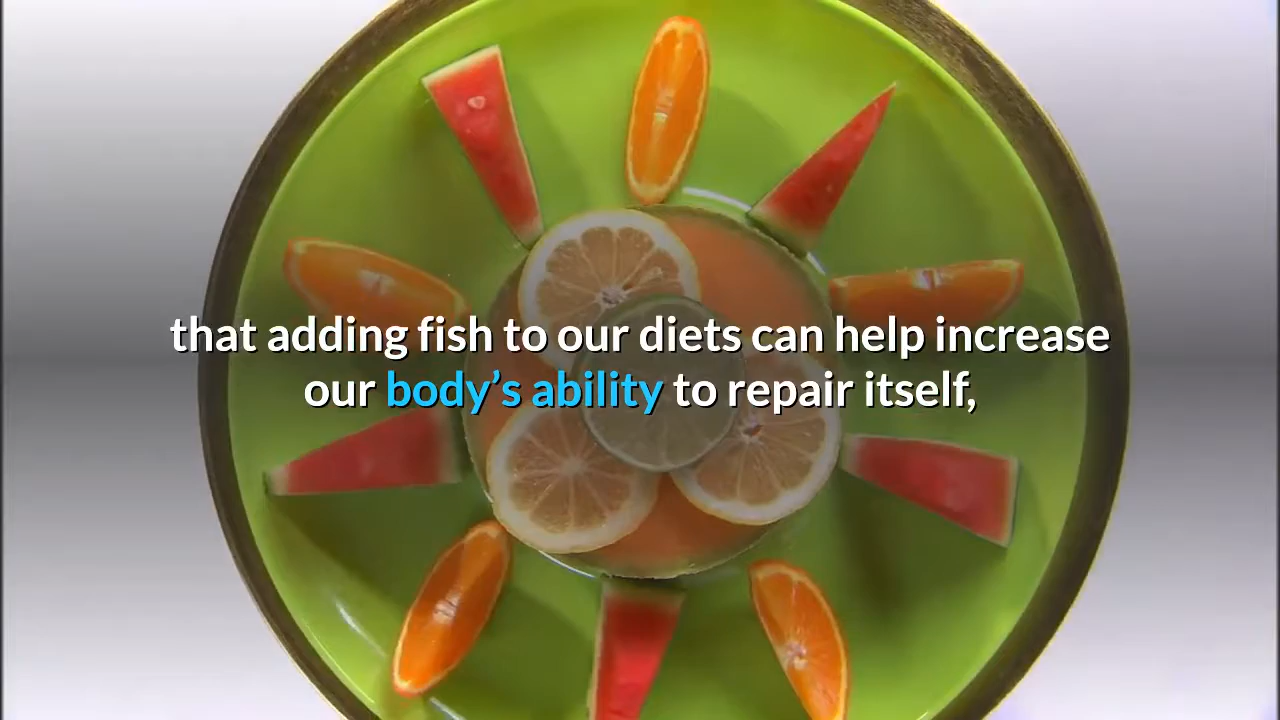 that adding fish to our diets can help increase
our body’s ability to repair itself,